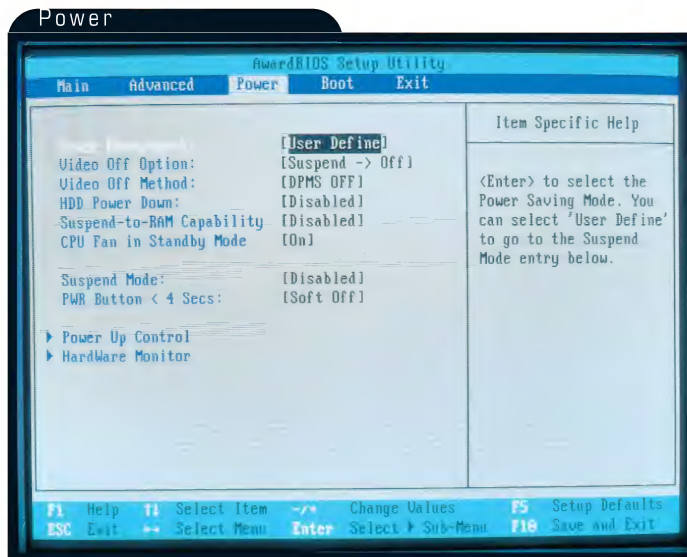 Power
AwardBIOS Setup Utility
Main Advanced Power Boot Exit
Item Specific Help
[User Define]
Video Off Option: [Suspend -> Off]
Video Off Method: [DPMS OFF]
HDD Power Down: [Disabled]
Suspend-to-RAM Capability [Disabled]
CPU Fan in Standby Mode [On]
Suspend Mode: [Disabled]
PWR Button < 4 Secs: [Soft Off]
Power Up Control
HardWare Monitor
<Enter> to select the
Power Saving Mode. You
can select 'User Define'
to go to the Suspend
Mode entry below.
F1 Help ↑↓ Select Item -/+ Change Values F5 Setup Defaults
ESC Exit ↔ Select Menu Enter Select ▶ Sub-Menu F10 Save and Exit